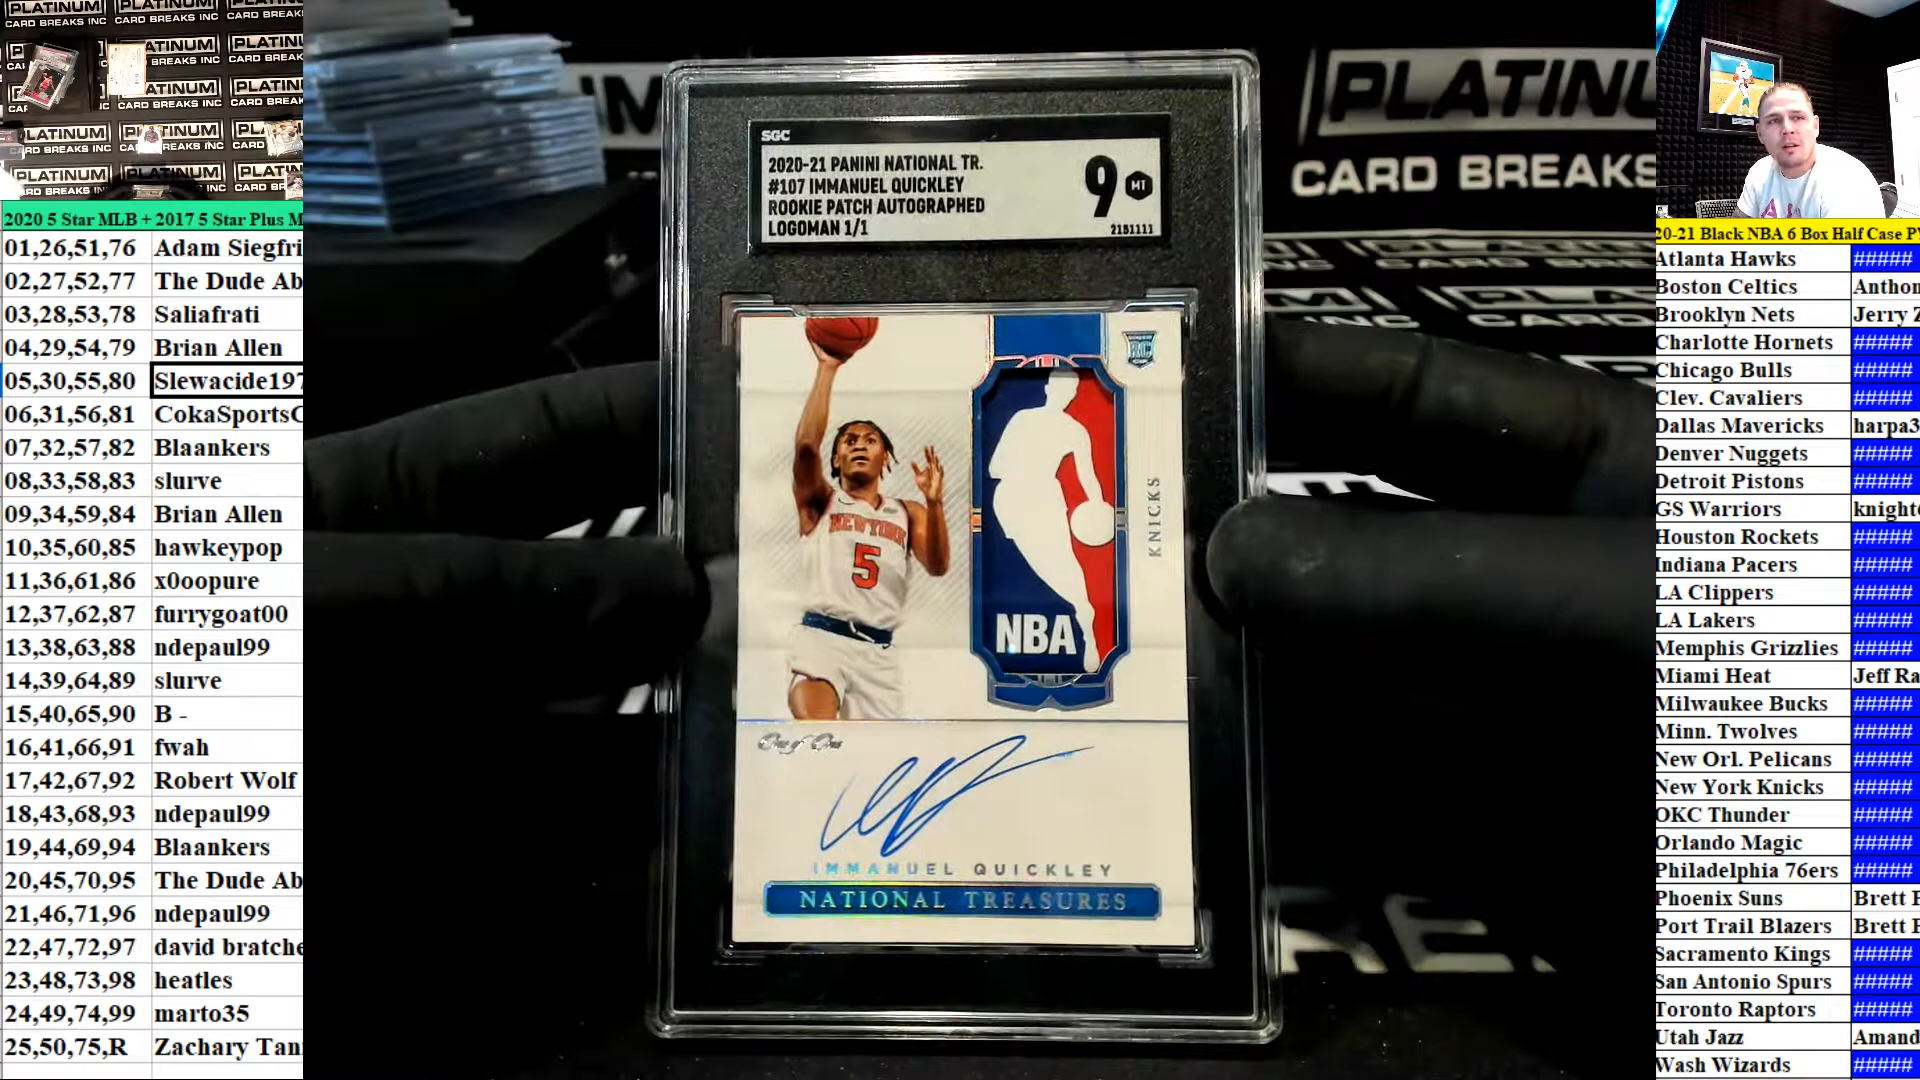 PLATINUM
CARD BREAKS INC
2020 5 Star MLB + 2017 5 Star Plus M
01,26,51,76 Adam Siegfri
02,27,52,77 The Dude Ab
03,28,53,78 Saliafrati
04,29,54,79 Brian Allen
05,30,55,80 Slewacide197
06,31,56,81 CokaSportsC
07,32,57,82 Blaankers
08,33,58,83 slurve
09,34,59,84 Brian Allen
10,35,60,85 hawkeypop
11,36,61,86 x0oopure
12,37,62,87 furrygoat00
13,38,63,88 ndepaul99
14,39,64,89 slurve
15,40,65,90 B -
16,41,66,91 fwah
17,42,67,92 Robert Wolf
18,43,68,93 ndepaul99
19,44,69,94 Blaankers
20,45,70,95 The Dude Ab
21,46,71,96 ndepaul99
22,47,72,97 david bratche
23,48,73,98 heatles
24,49,74,99 marto35
25,50,75,R Zachary Tan
PLATINU
CARD BREAKS
SGC
2020-21 PANINI NATIONAL TR.
#107 IMMANUEL QUICKLEY
ROOKIE PATCH AUTOGRAPHED
LOGOMAN 1/1
9 MT
2151111
RC
NEW YORK
5
KNICKS
NBA
One of One
IMMANUEL QUICKLEY
NATIONAL TREASURES
20-21 Black NBA 6 Box Half Case PY
Atlanta Hawks #####
Boston Celtics Anthon
Brooklyn Nets Jerry Z
Charlotte Hornets #####
Chicago Bulls #####
Clev. Cavaliers #####
Dallas Mavericks harpa3
Denver Nuggets #####
Detroit Pistons #####
GS Warriors knight
Houston Rockets #####
Indiana Pacers #####
LA Clippers #####
LA Lakers #####
Memphis Grizzlies #####
Miami Heat Jeff Ra
Milwaukee Bucks #####
Minn. Twolves #####
New Orl. Pelicans #####
New York Knicks #####
OKC Thunder #####
Orlando Magic #####
Philadelphia 76ers #####
Phoenix Suns Brett
Port Trail Blazers Brett
Sacramento Kings #####
San Antonio Spurs #####
Toronto Raptors #####
Utah Jazz Amand
Wash Wizards #####